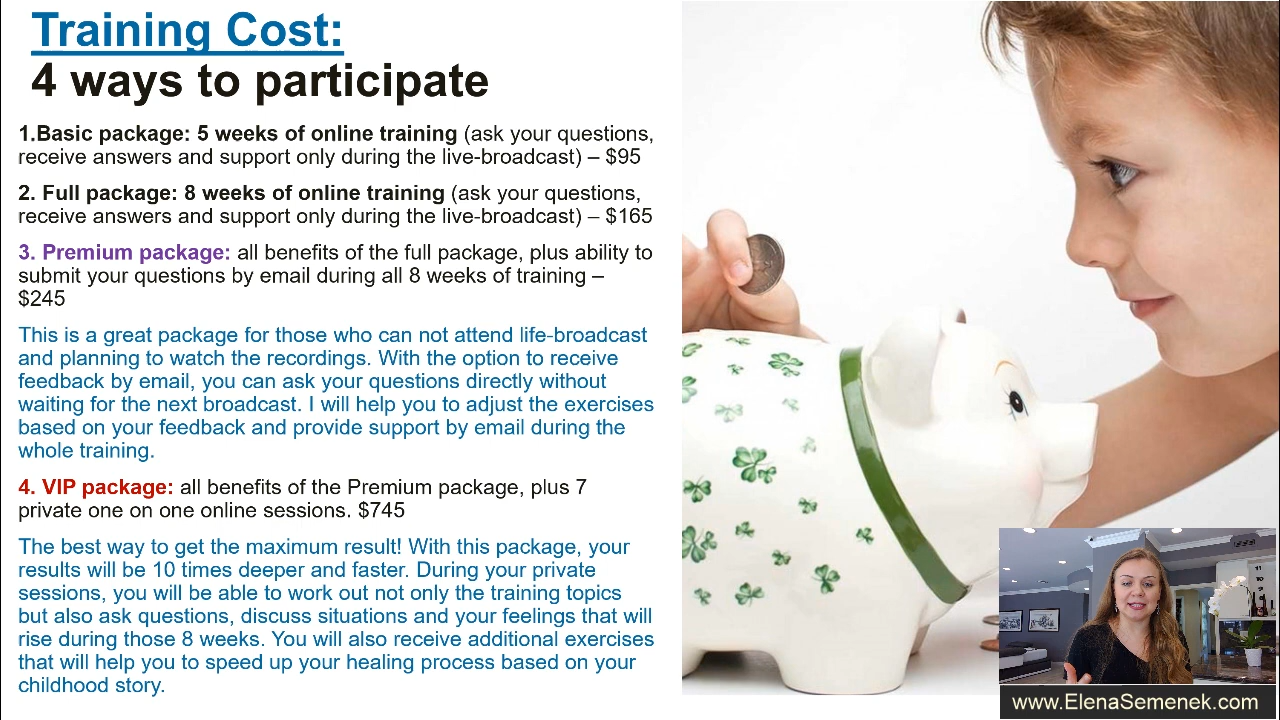 Training Cost:
4 ways to participate
1.Basic package: 5 weeks of online training (ask your questions,
receive answers and support only during the live-broadcast) – $95
2. Full package: 8 weeks of online training (ask your questions,
receive answers and support only during the live-broadcast) – $165
3. Premium package: all benefits of the full package, plus ability to
submit your questions by email during all 8 weeks of training –
$245
This is a great package for those who can not attend life-broadcast
and planning to watch the recordings. With the option to receive
feedback by email, you can ask your questions directly without
waiting for the next broadcast. I will help you to adjust the exercises
based on your feedback and provide support by email during the
whole training.
4. VIP package: all benefits of the Premium package, plus 7
private one on one online sessions. $745
The best way to get the maximum result! With this package, your
results will be 10 times deeper and faster. During your private
sessions, you will be able to work out not only the training topics
but also ask questions, discuss situations and your feelings that will
rise during those 8 weeks. You will also receive additional exercises
that will help you to speed up your healing process based on your
childhood story.
www.ElenaSemenek.com